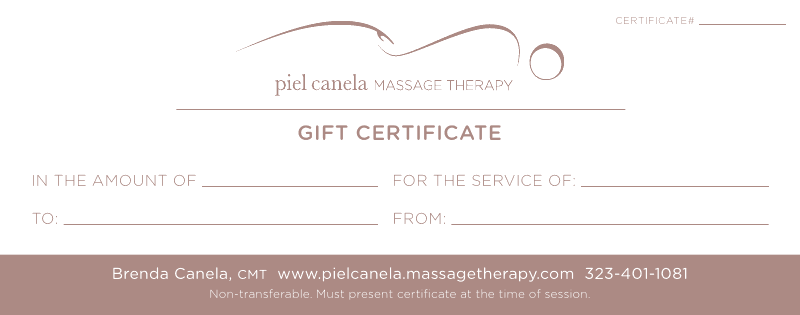 CERTIFICATE#
piel canela MASSAGE THERAPY
GIFT CERTIFICATE
IN THE AMOUNT OF FOR THE SERVICE OF:
TO: FROM:
Brenda Canela, CMT www.pielcanela.massagetherapy.com 323-401-1081
Non-transferable. Must present certificate at the time of session.